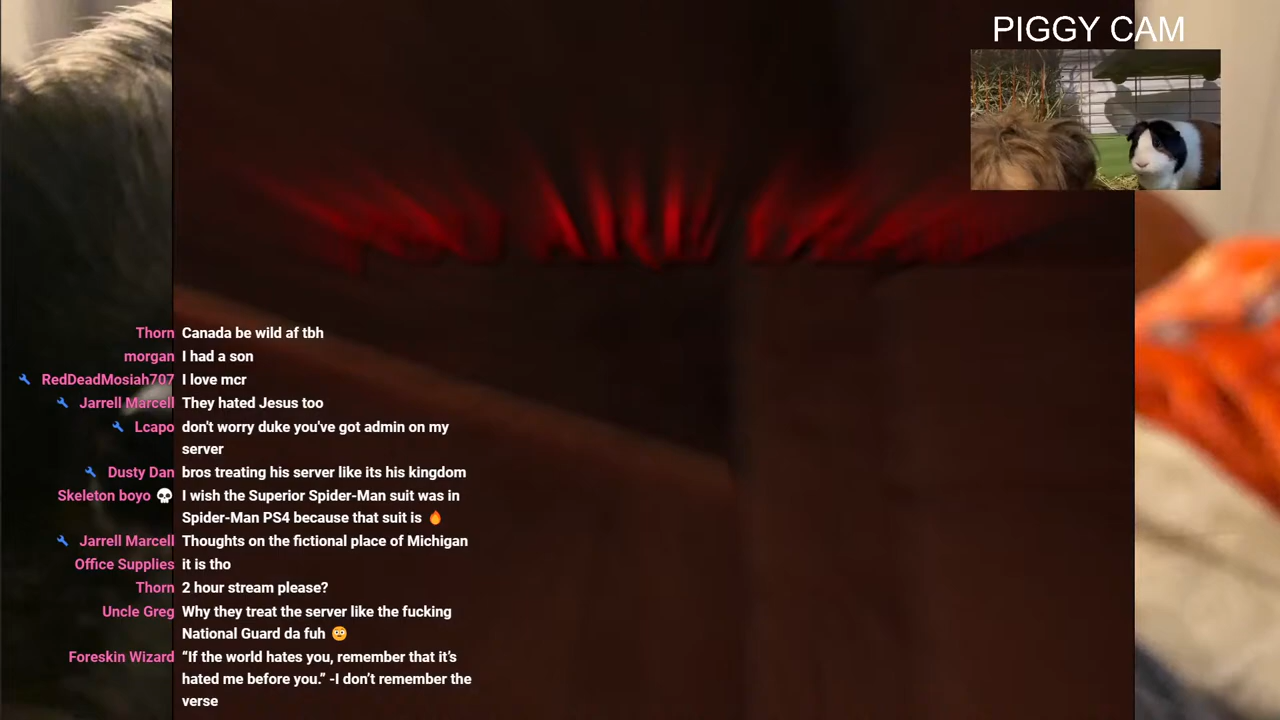 PIGGY CAM
YOU ARE DEAD
Thorn Canada be wild af tbh
morgan I had a son
RedDeadMosiah707 I love mcr
Jarrell Marcell They hated Jesus too
Lcapo don't worry duke you've got admin on my
server
Dusty Dan bros treating his server like its his kingdom
Skeleton boyo 💀 I wish the Superior Spider-Man suit was in
Spider-Man PS4 because that suit is 🔥
Jarrell Marcell Thoughts on the fictional place of Michigan
Office Supplies it is tho
Thorn 2 hour stream please?
Uncle Greg Why they treat the server like the fucking
National Guard da fuh 😳
Foreskin Wizard “If the world hates you, remember that it’s
hated me before you.” -I don’t remember the
verse